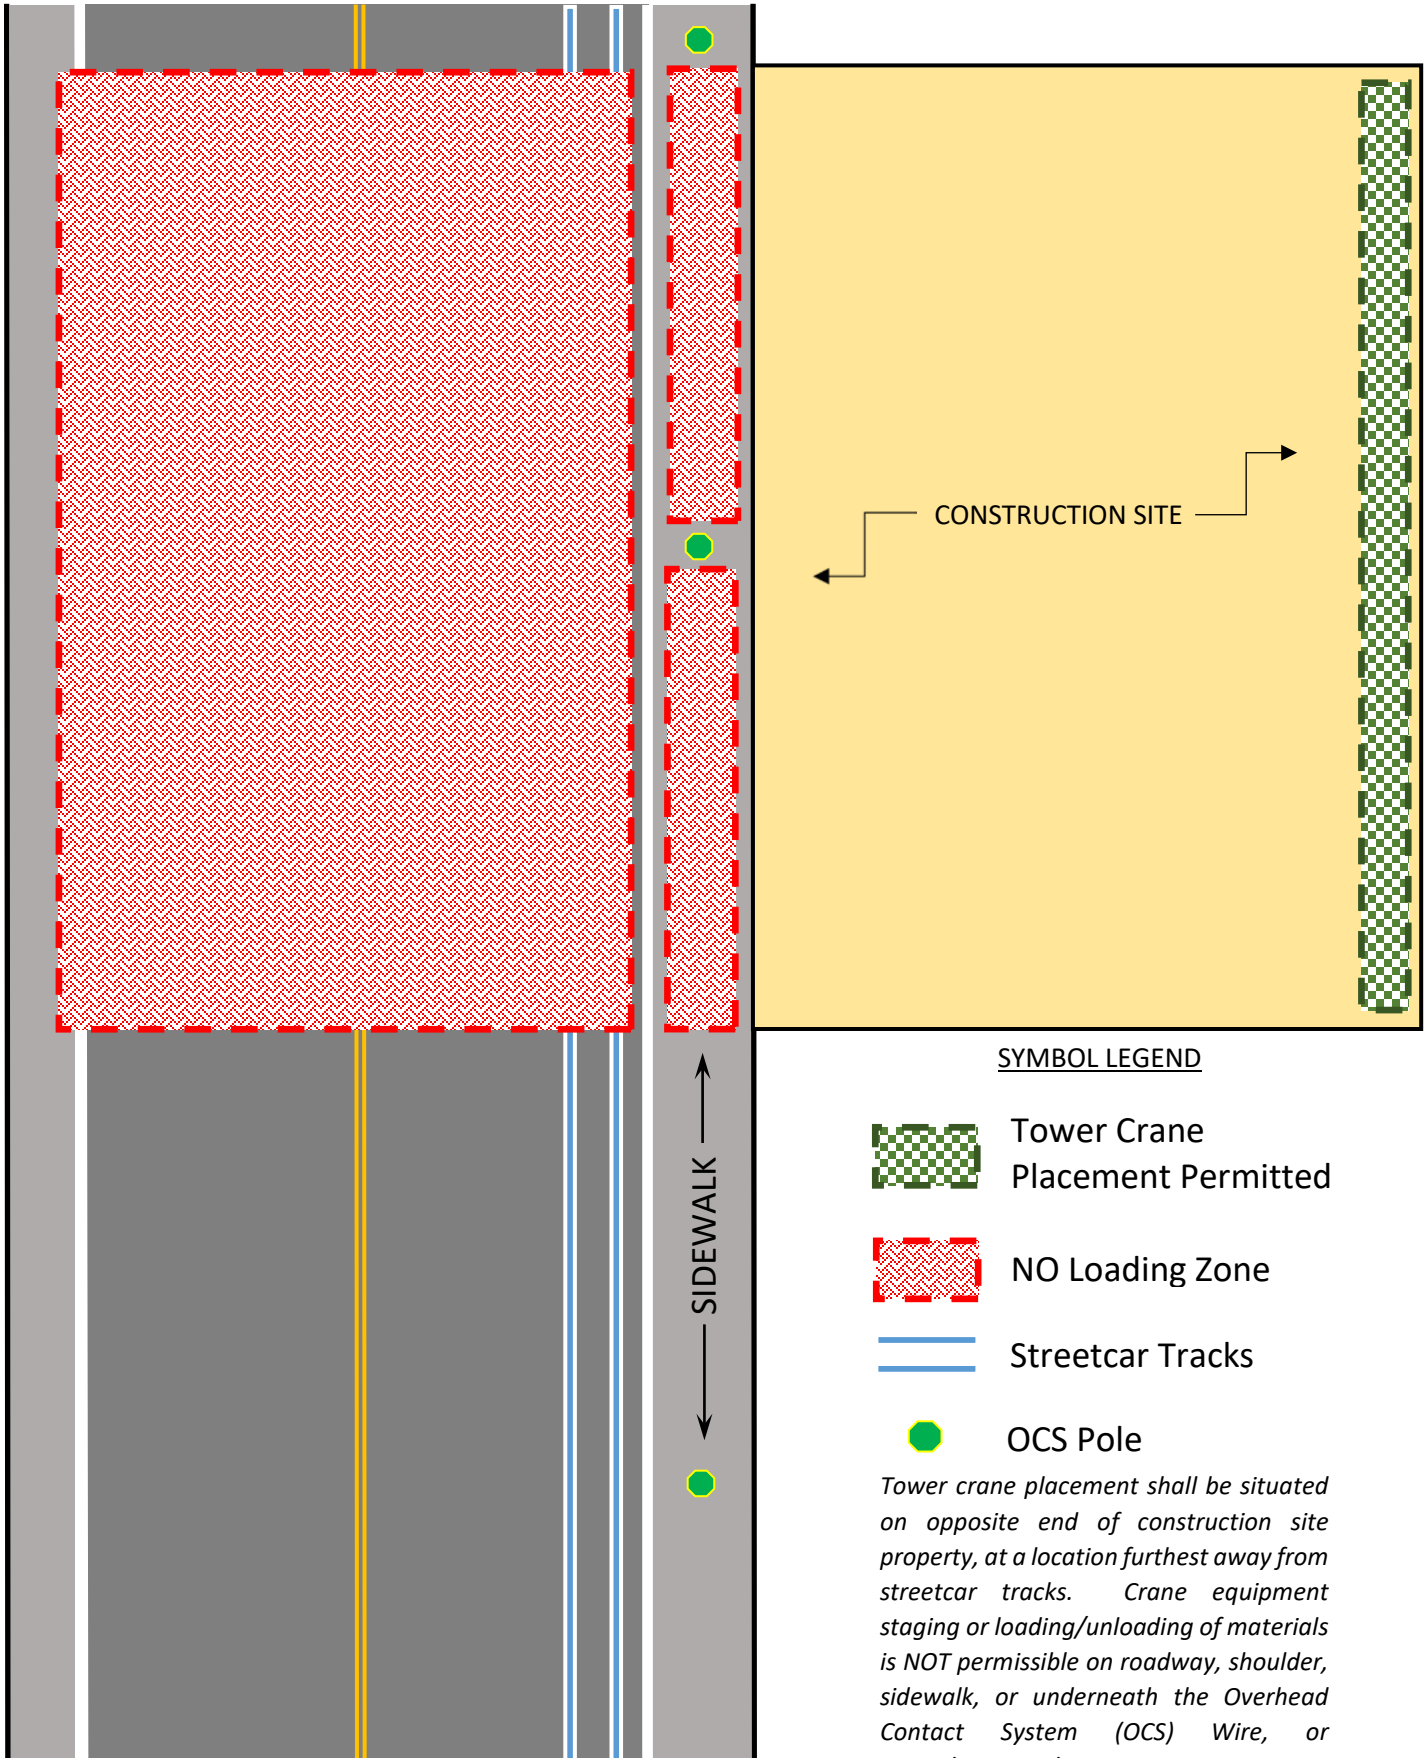 CONSTRUCTION SITE
SYMBOL LEGEND
Tower Crane
Placement Permitted
NO Loading Zone
Streetcar Tracks
OCS Pole
SIDEWALK
Tower crane placement shall be situated
on opposite end of construction site
property, at a location furthest away from
streetcar tracks. Crane equipment
staging or loading/unloading of materials
is NOT permissible on roadway, shoulder,
sidewalk, or underneath the Overhead
Contact System (OCS) Wire, or